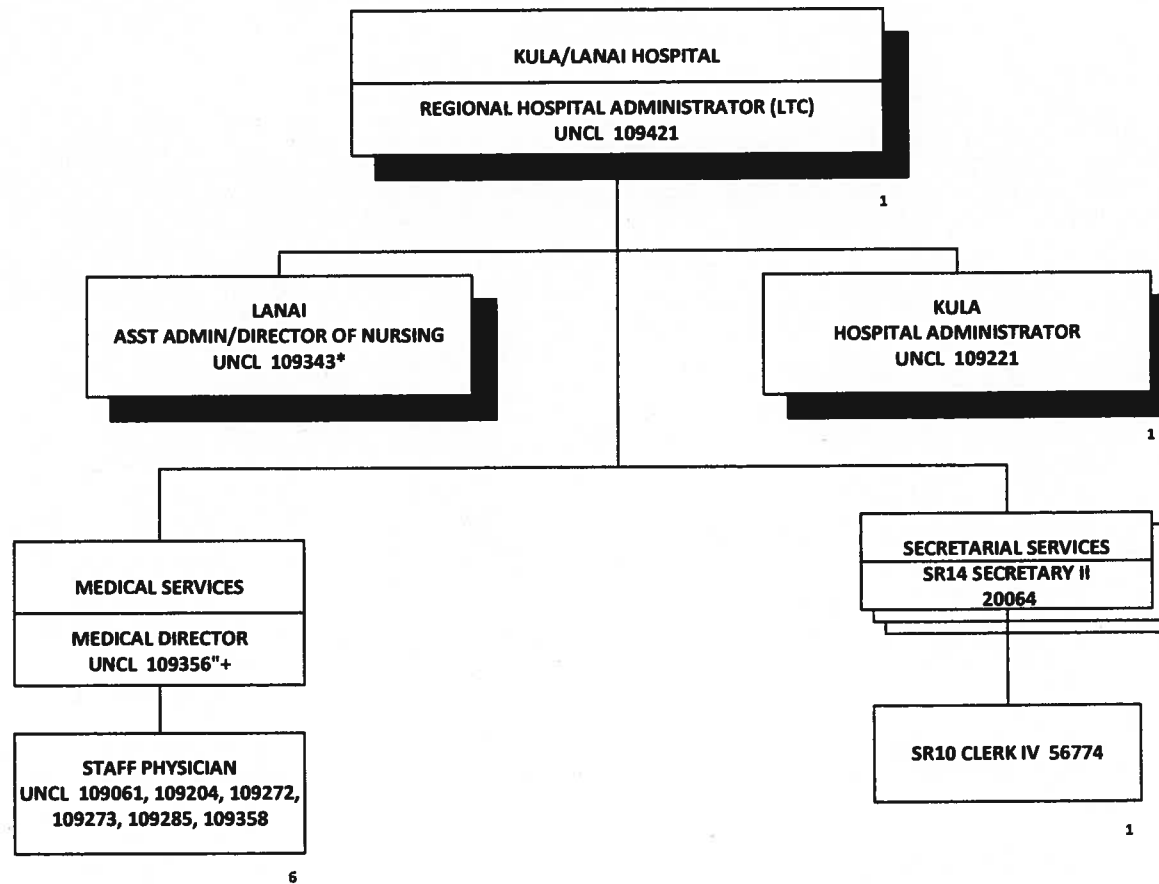 KULA/LANAI HOSPITAL
REGIONAL HOSPITAL ADMINISTRATOR (LTC)
UNCL 109421
1
LANAI
ASST ADMIN/DIRECTOR OF NURSING
UNCL 109343*
KULA
HOSPITAL ADMINISTRATOR
UNCL 109221
1
MEDICAL SERVICES
MEDICAL DIRECTOR
UNCL 109356"+
STAFF PHYSICIAN
UNCL 109061, 109204, 109272,
109273, 109285, 109358
6
SECRETARIAL SERVICES
SR14 SECRETARY II
20064
SR10 CLERK IV 56774
1